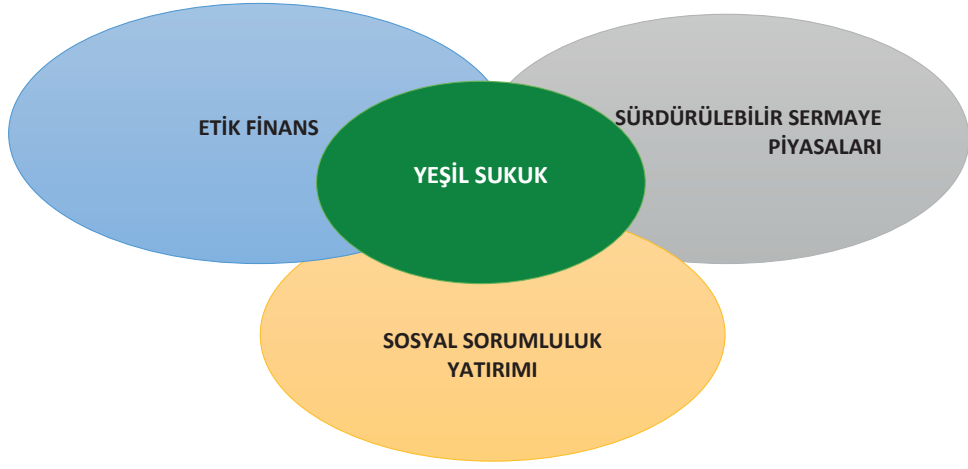 ETİK FİNANS
SÜRDÜRÜLEBİLİR SERMAYE
PİYASALARI
YEŞİL SUKUK
SOSYAL SORUMLULUK
YATIRIMI